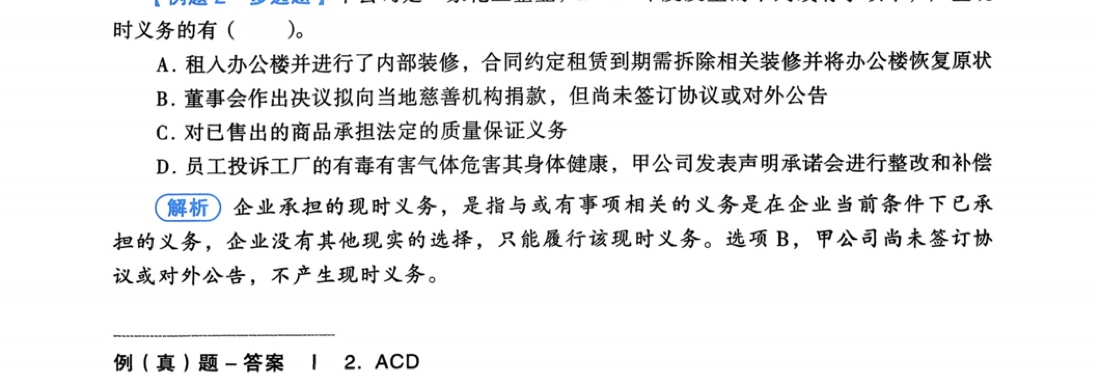 时义务的有（　　）。
A. 租入办公楼并进行了内部装修，合同约定租赁到期需拆除相关装修并将办公楼恢复原状
B. 董事会作出决议拟向当地慈善机构捐款，但尚未签订协议或对外公告
C. 对已售出的商品承担法定的质量保证义务
D. 员工投诉工厂的有毒有害气体危害其身体健康，甲公司发表声明承诺会进行整改和补偿
解析 企业承担的现时义务，是指与或有事项相关的义务是在企业当前条件下已承
担的义务，企业没有其他现实的选择，只能履行该现时义务。选项B，甲公司尚未签订协
议或对外公告，不产生现时义务。
例（真）题－答案 | 2. ACD